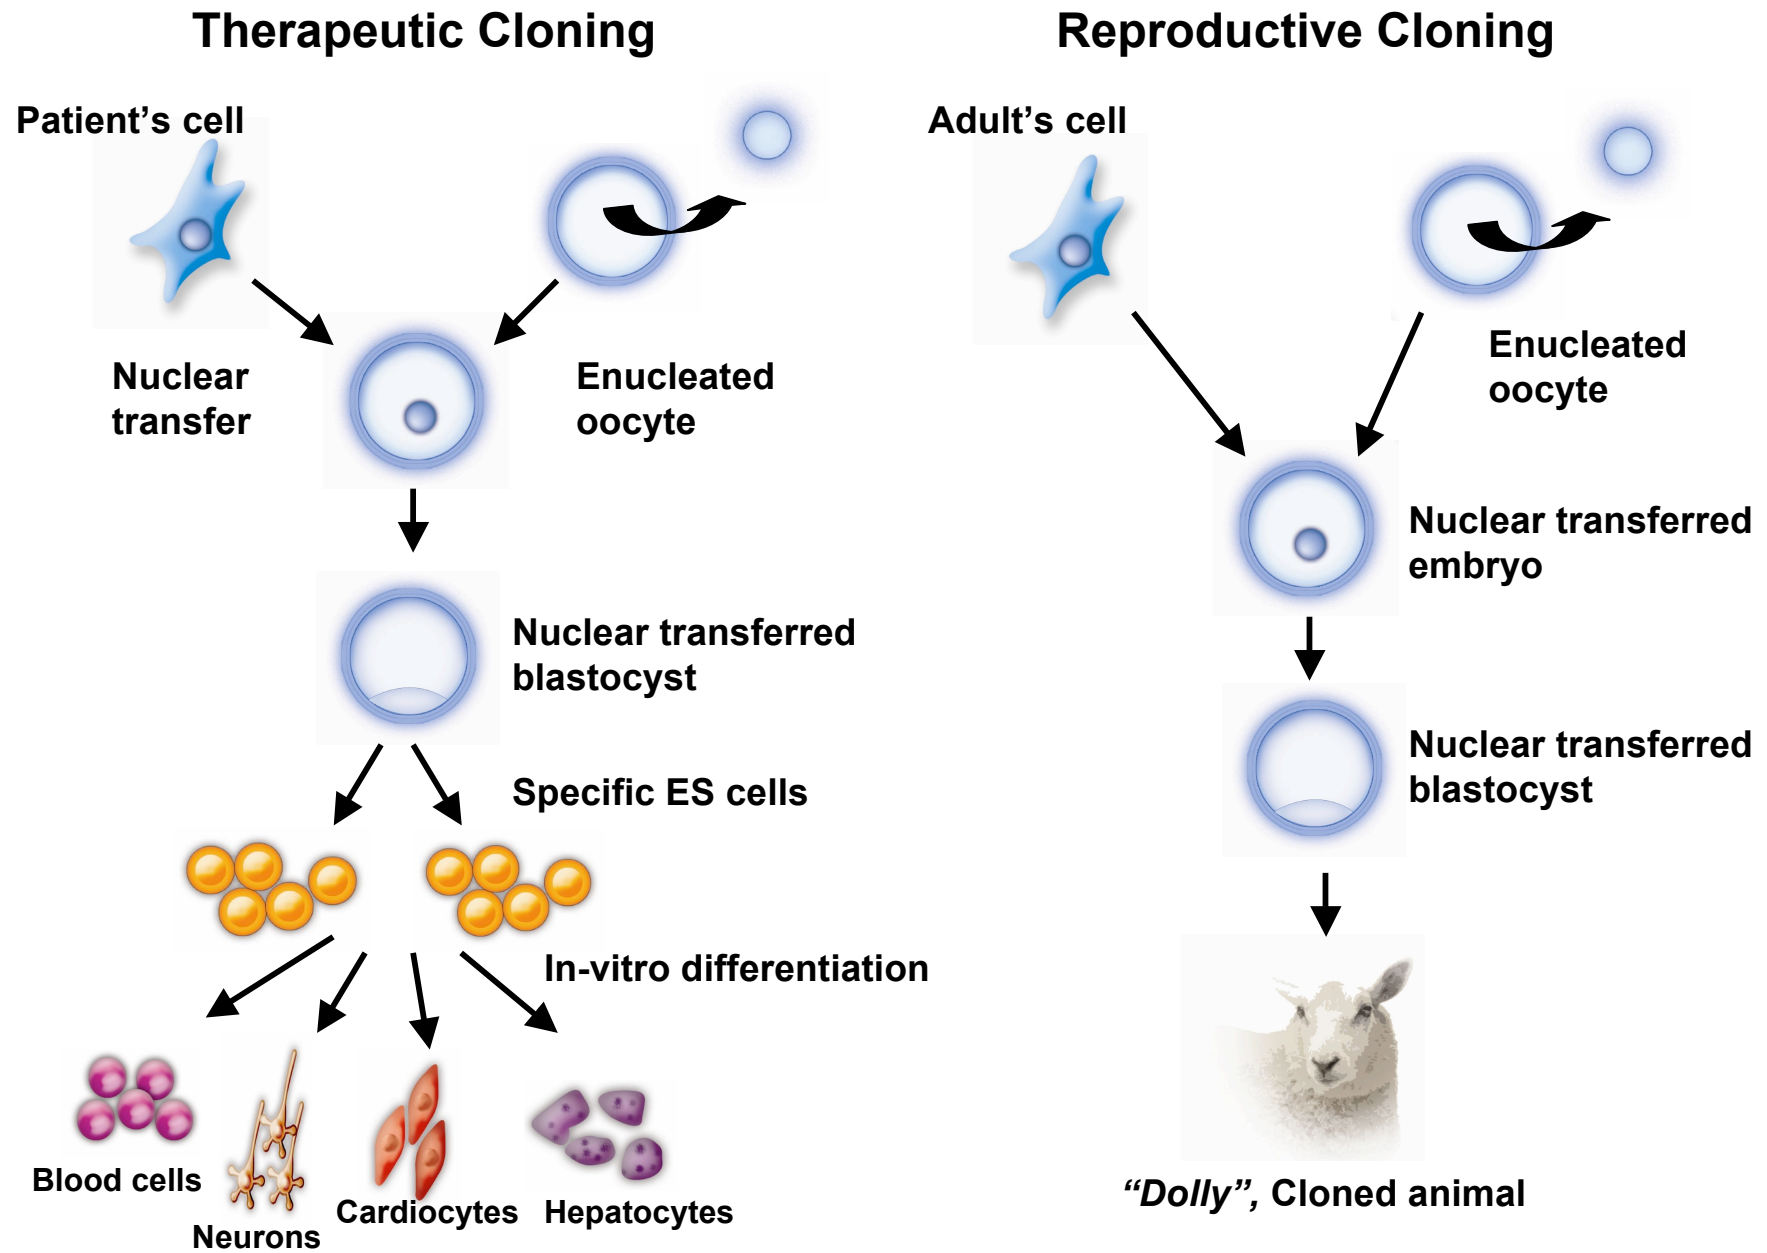 Therapeutic Cloning
Patient’s cell
Nuclear
transfer
Enucleated
oocyte
Nuclear transferred
blastocyst
Specific ES cells
In-vitro differentiation
Blood cells
Neurons
Cardiocytes
Hepatocytes
Reproductive Cloning
Adult’s cell
Enucleated
oocyte
Nuclear transferred
embryo
Nuclear transferred
blastocyst
“Dolly”, Cloned animal